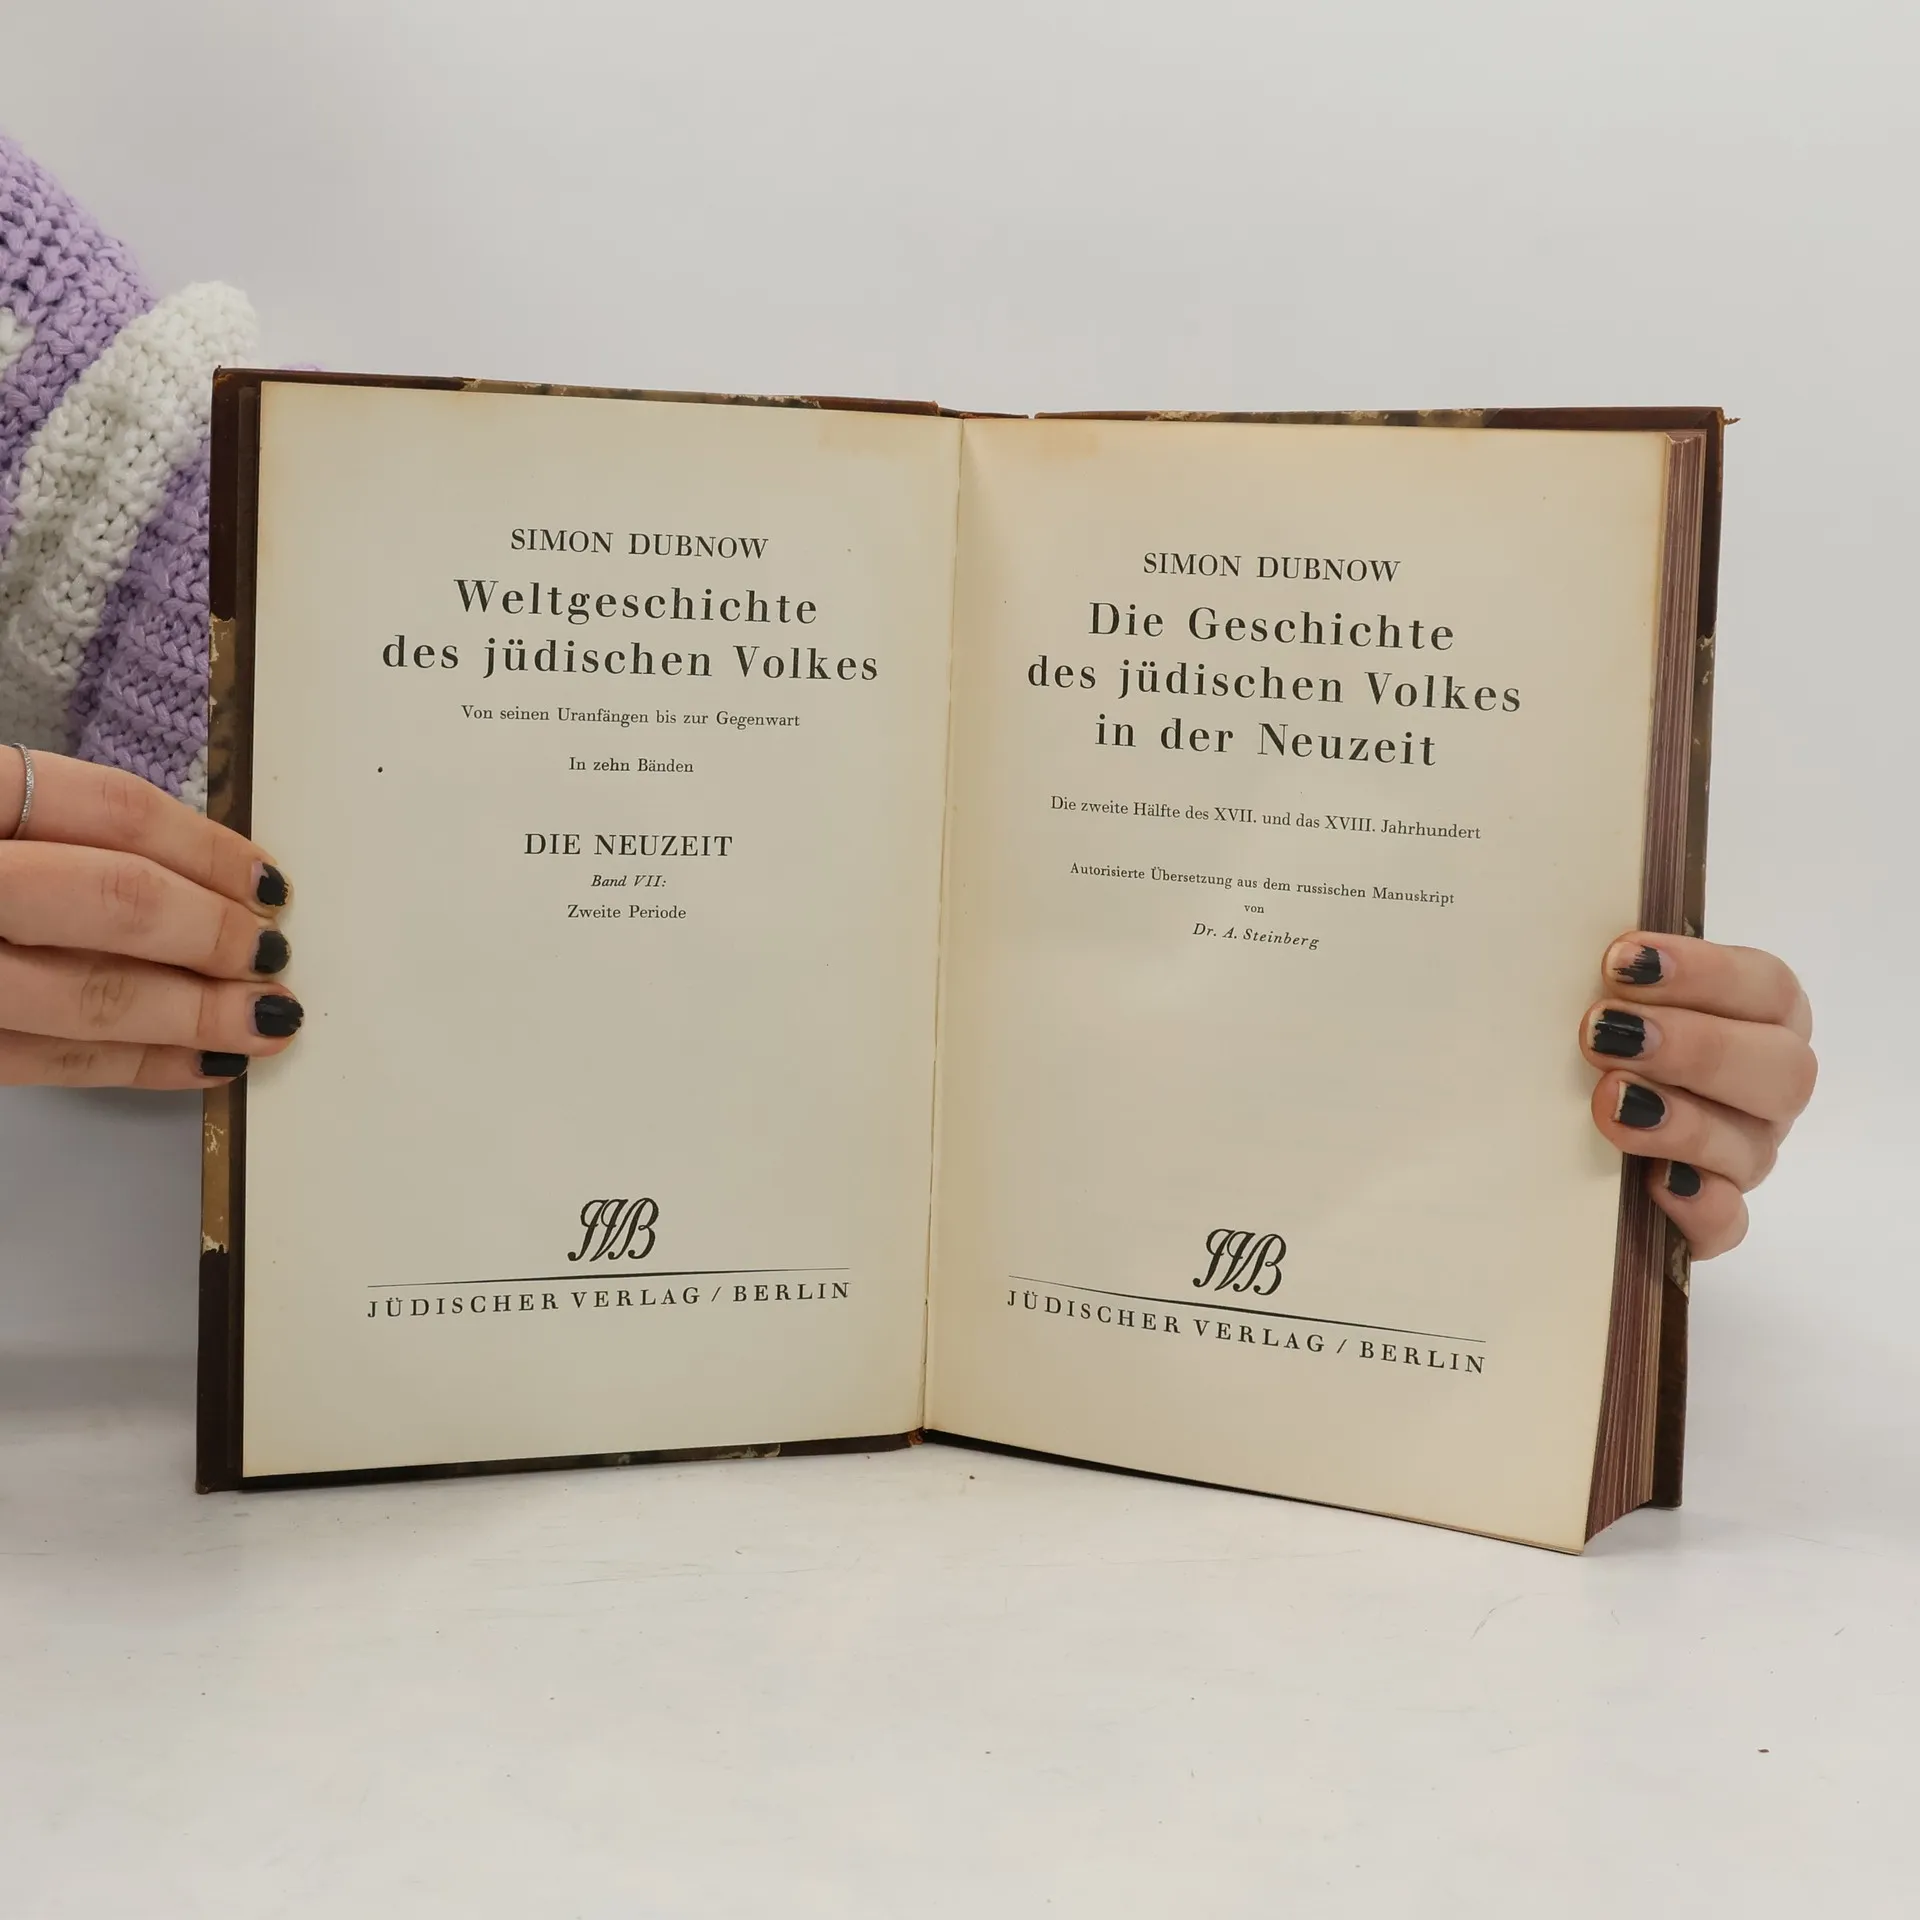 SIMON DUBNOW
Weltgeschichte
des jüdischen Volkes
Von seinen Uranfängen bis zur Gegenwart
In zehn Bänden
DIE NEUZEIT
Band VII:
Zweite Periode
JVB
JÜDISCHER VERLAG / BERLIN
SIMON DUBNOW
Die Geschichte
des jüdischen Volkes
in der Neuzeit
Die zweite Hälfte des XVII. und das XVIII. Jahrhundert
Autorisierte Übersetzung aus dem russischen Manuskript
von
Dr. A. Steinberg
JVB
JÜDISCHER VERLAG / BERLIN